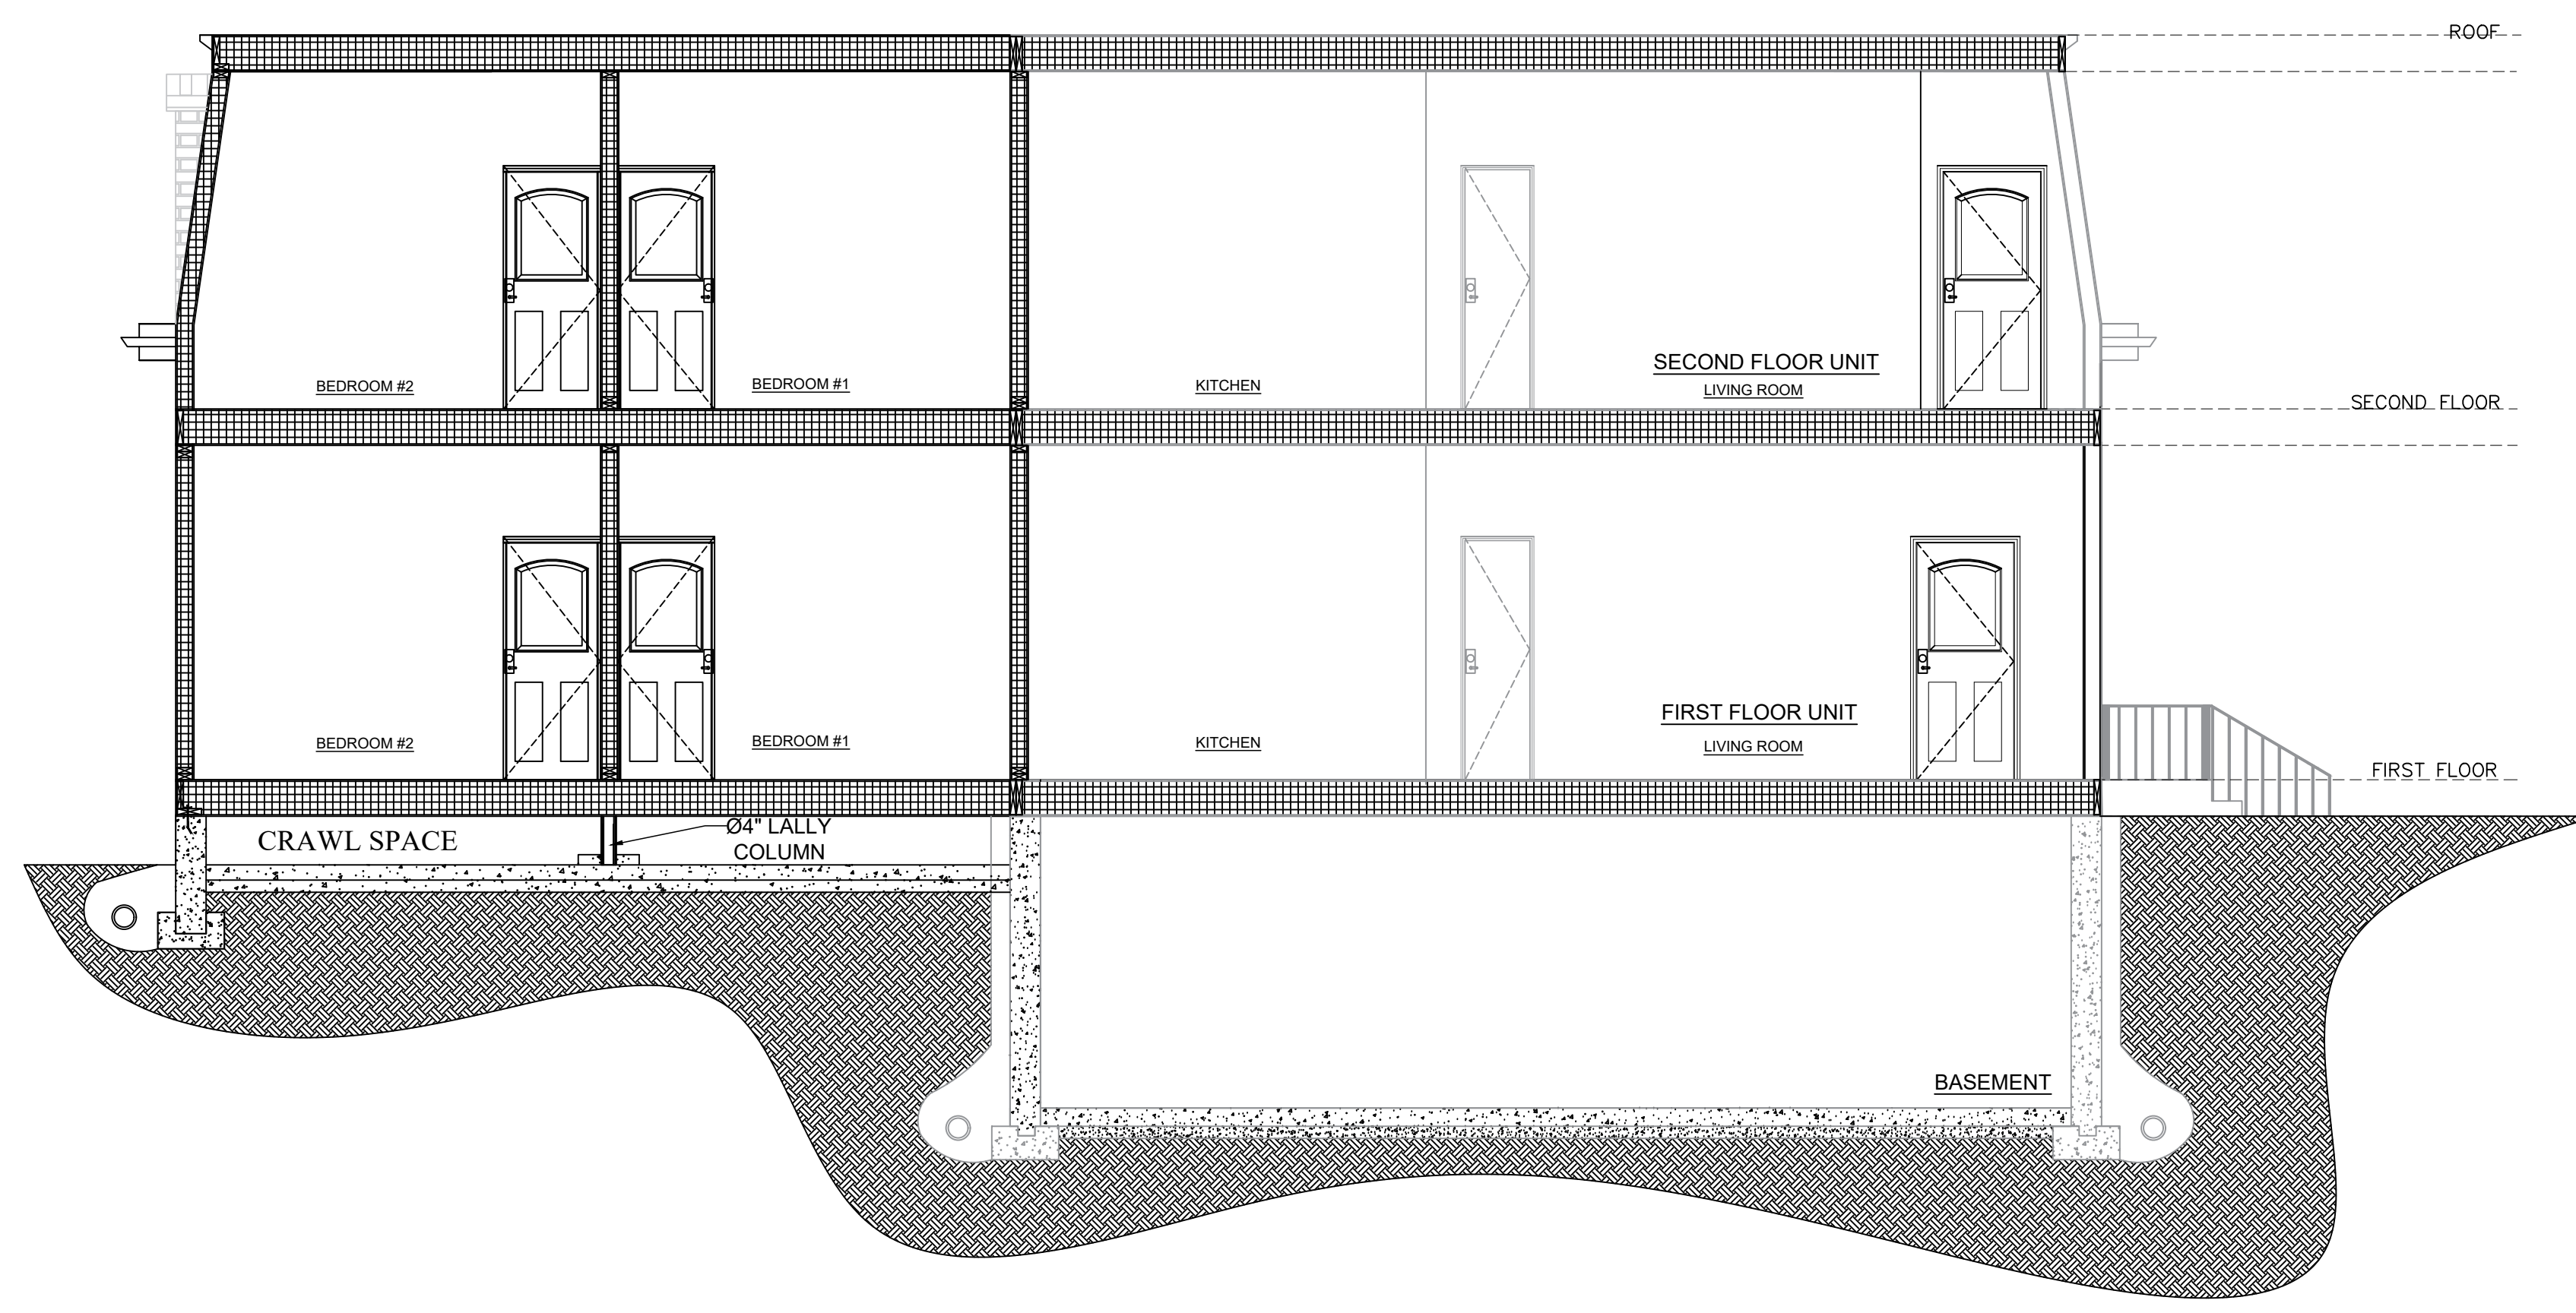 ROOF
SECOND FLOOR UNIT
BEDROOM #2
BEDROOM #1
KITCHEN
LIVING ROOM
SECOND FLOOR
FIRST FLOOR UNIT
BEDROOM #2
BEDROOM #1
KITCHEN
LIVING ROOM
FIRST FLOOR
CRAWL SPACE
Ø4" LALLY
COLUMN
BASEMENT